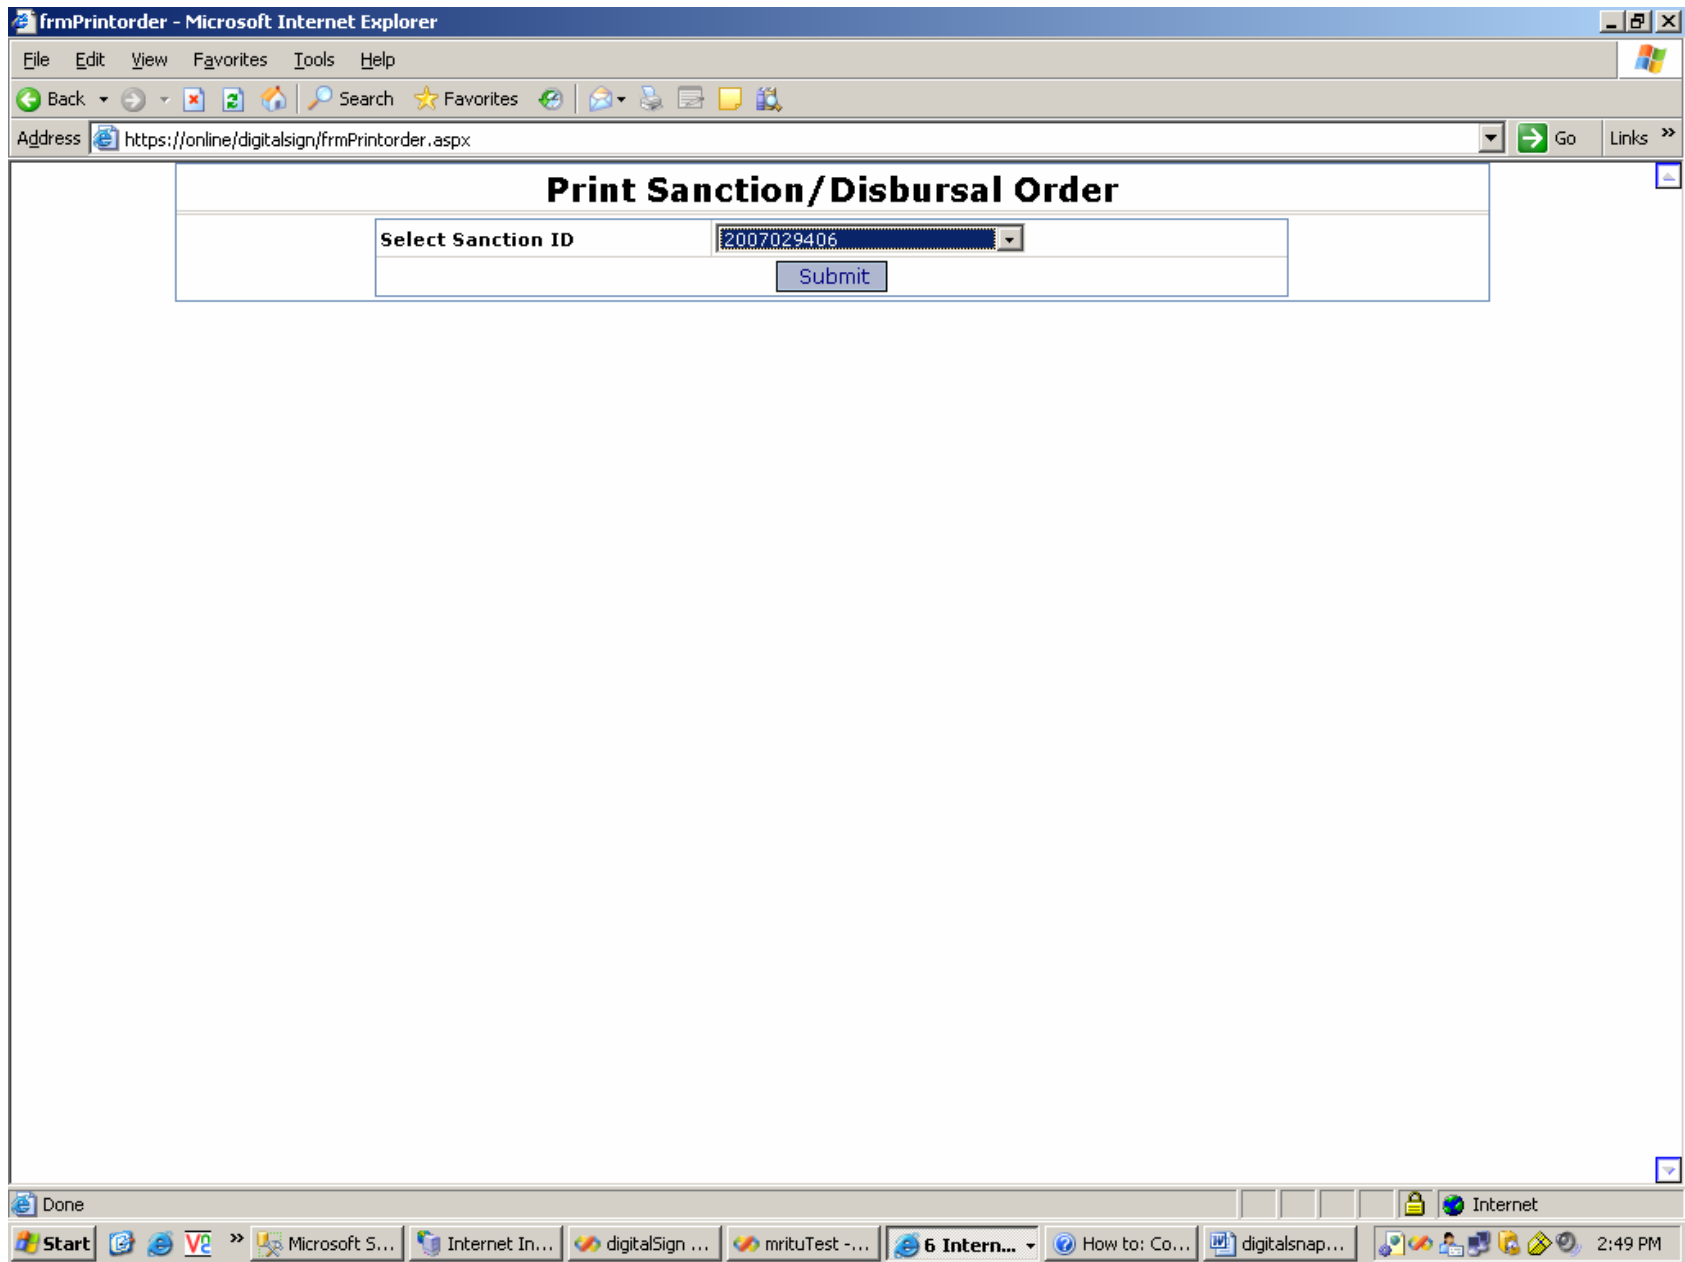 frmPrintorder - Microsoft Internet Explorer
File Edit View Favorites Tools Help
Back Search Favorites
Address https://online/digitalsign/frmPrintorder.aspx Go Links »
Print Sanction/Disbursal Order
Select Sanction ID 2007029406
Submit
Done Internet
Start V2 » Microsoft S... Internet In... digitalSign ... mrituTest -... 6 Intern... How to: Co... digitalsnap... 2:49 PM